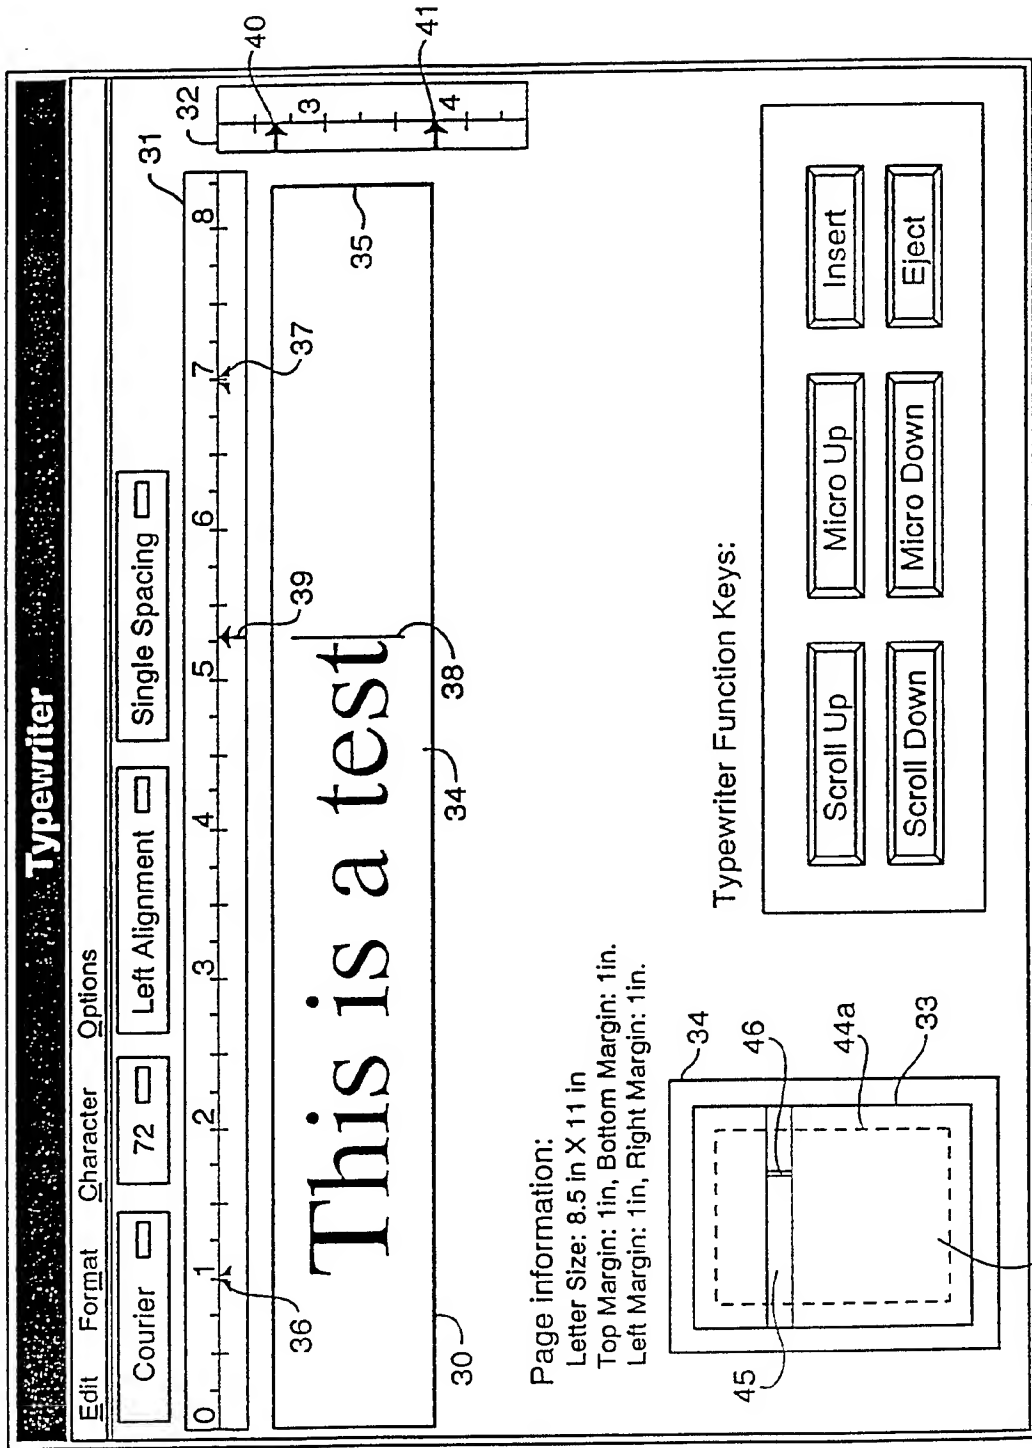 Typewriter
Edit Format Character Options
Courier 72 Left Alignment Single Spacing
31
32
0 1 2 3 4 5 6 7 8
36
39
37
3
4
40
41
This is a test
30
34
38
35
Page information:
Letter Size: 8.5 in X 11 in
Top Margin: 1in, Bottom Margin: 1in.
Left Margin: 1in, Right Margin: 1in.
34
45
46
44a
33
Typewriter Function Keys:
Scroll Up Micro Up Insert
Scroll Down Micro Down Eject